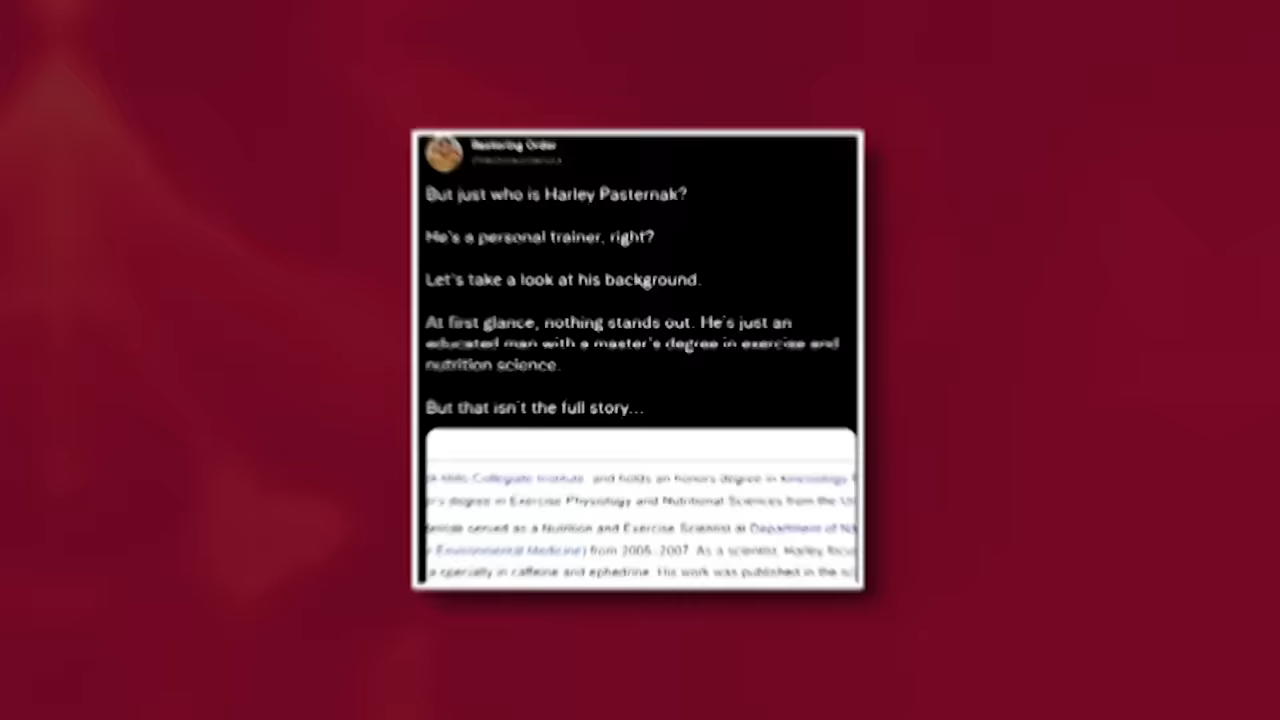 Restoring Order
But just who is Harley Pasternak?
He's a personal trainer, right?
Let's take a look at his background.
At first glance, nothing stands out. He's just an
educated man with a master's degree in exercise and
nutrition science.
But that isn't the full story...
Collegiate Institute, and holds an honors degree in kinesiology
degree in Exercise Physiology and Nutritional Sciences from the
served as a Nutrition and Exercise Scientist at Department of
Environmental Medicine) from 2005-2007. As a scientist, Harley
a specialty in caffeine and ephedrine. His work was published in the